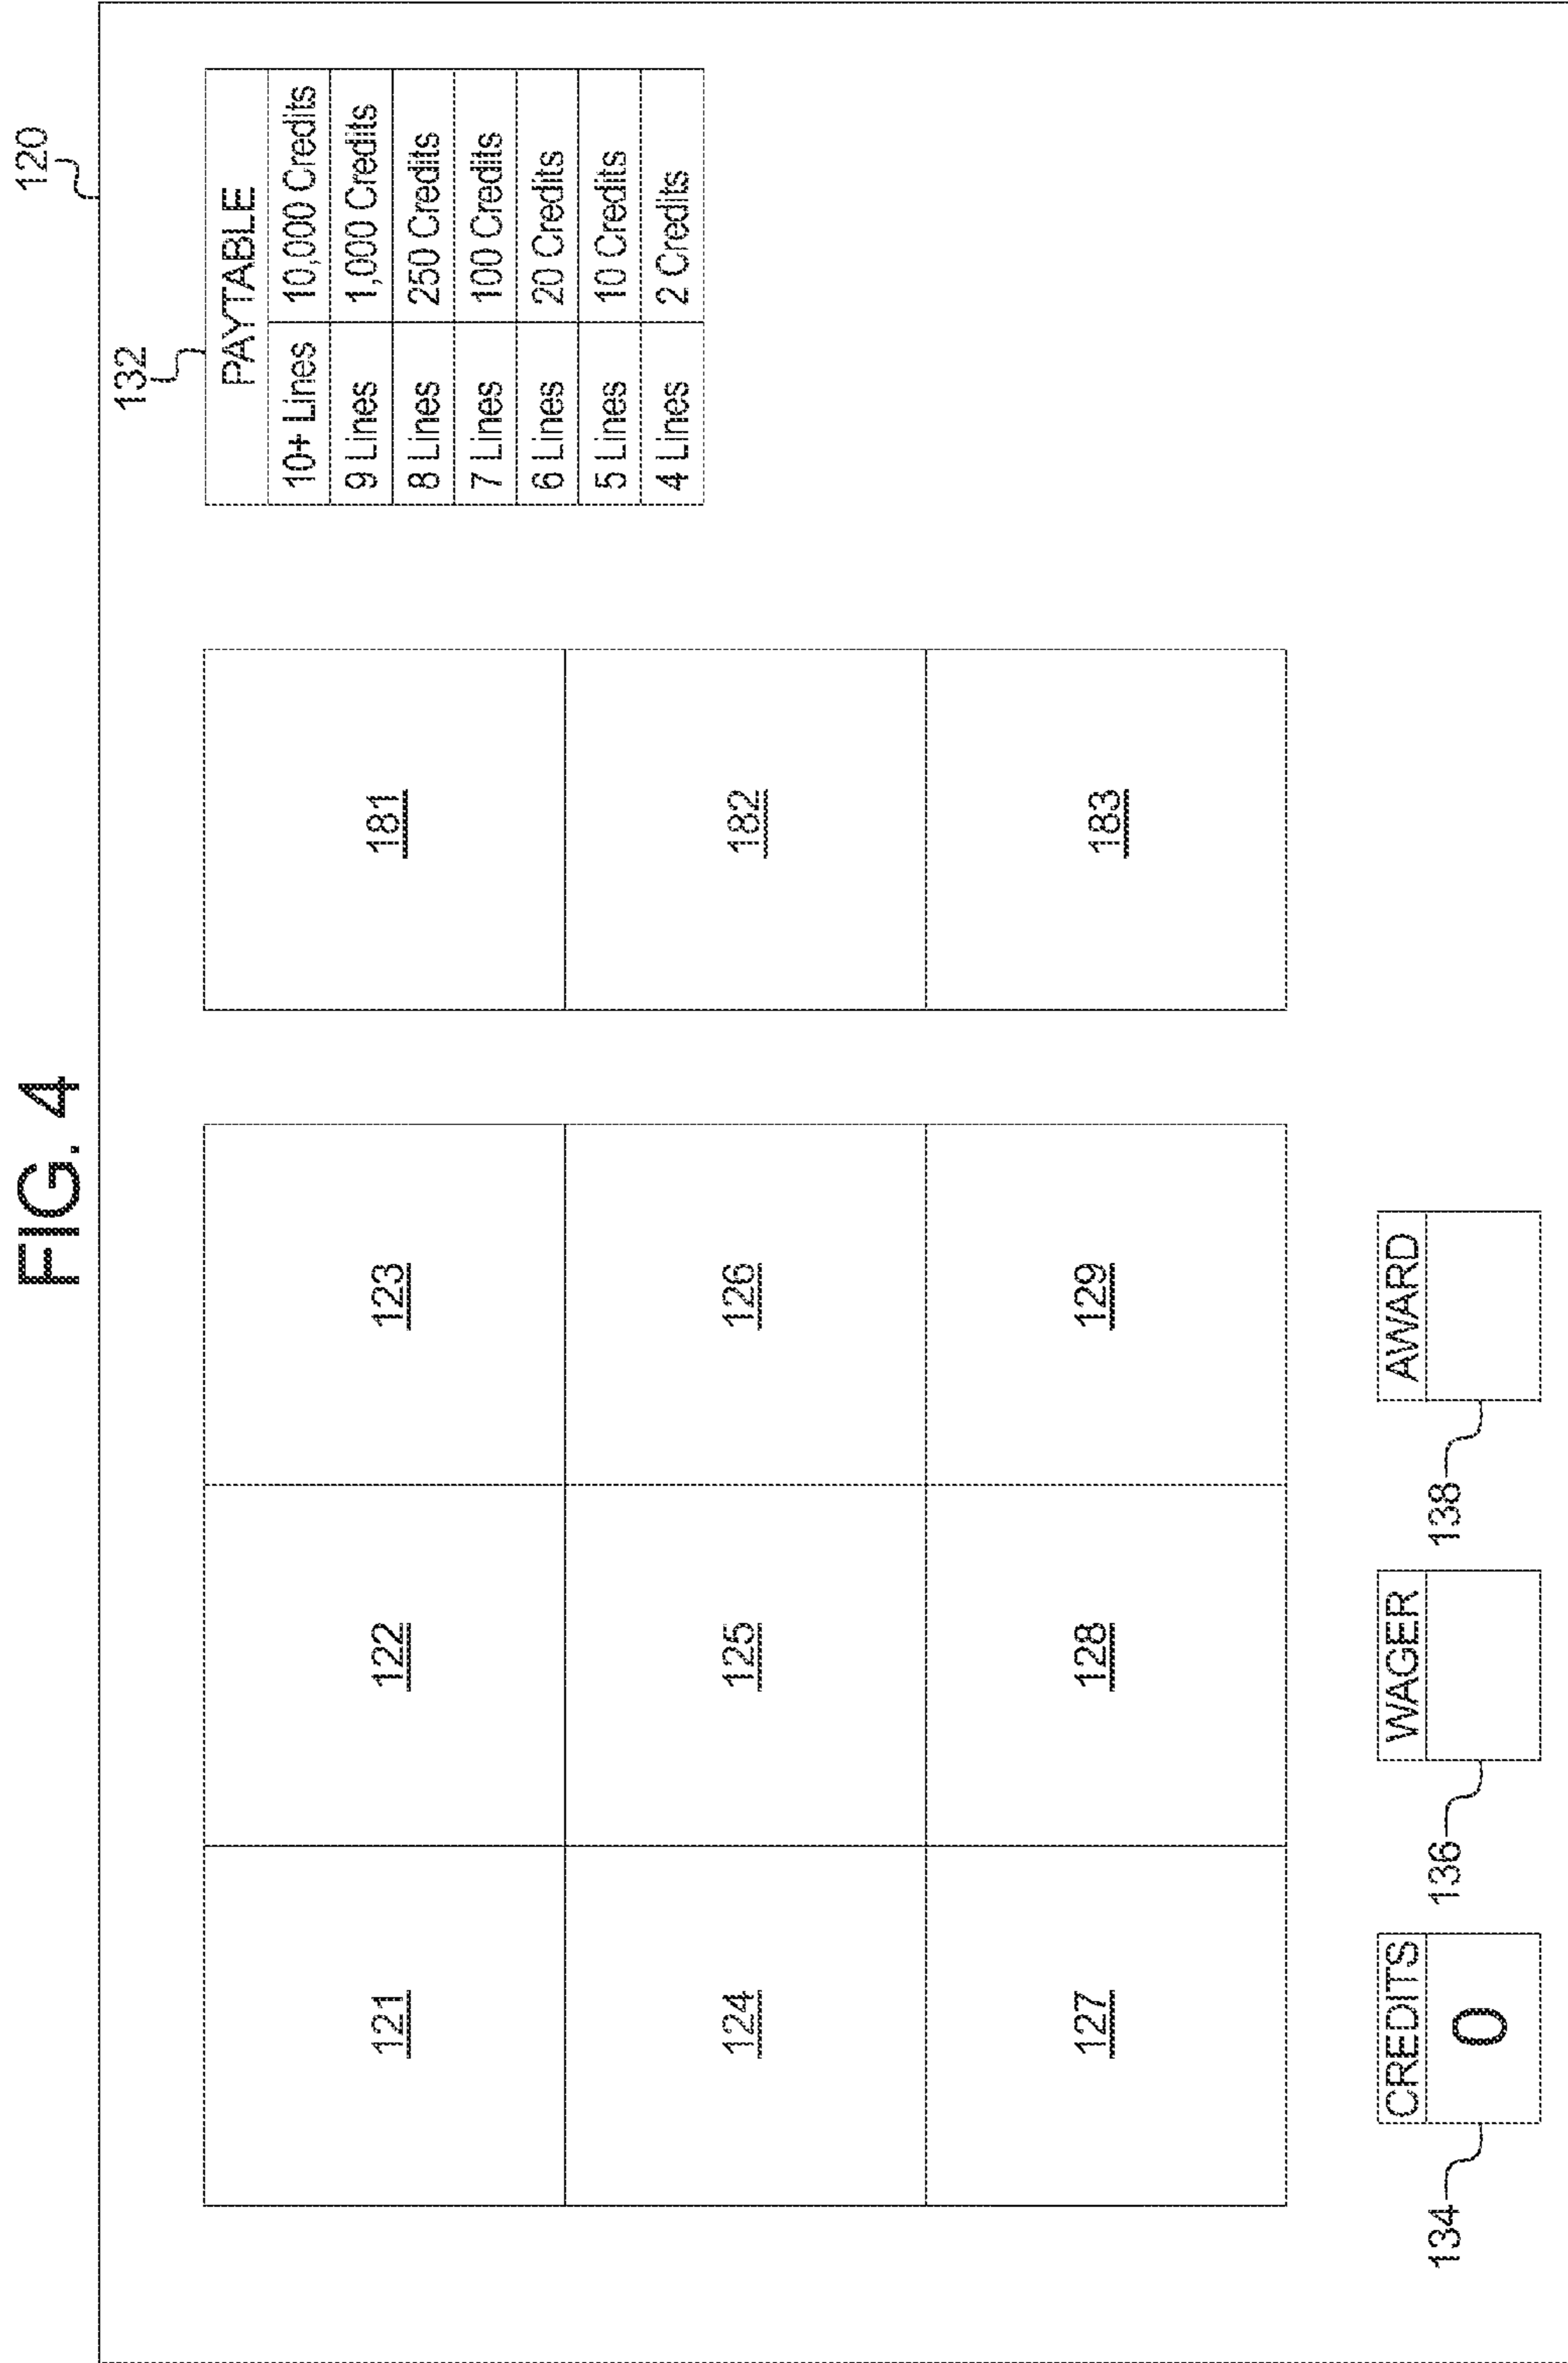 FIG. 4
120
132
PAYTABLE
10+ Lines 10,000 Credits
9 Lines 1,000 Credits
8 Lines 250 Credits
7 Lines 100 Credits
6 Lines 20 Credits
5 Lines 10 Credits
4 Lines 2 Credits
121 122 123 181
124 125 126 182
127 128 129 183
134 CREDITS 0
136 WAGER
138 AWARD